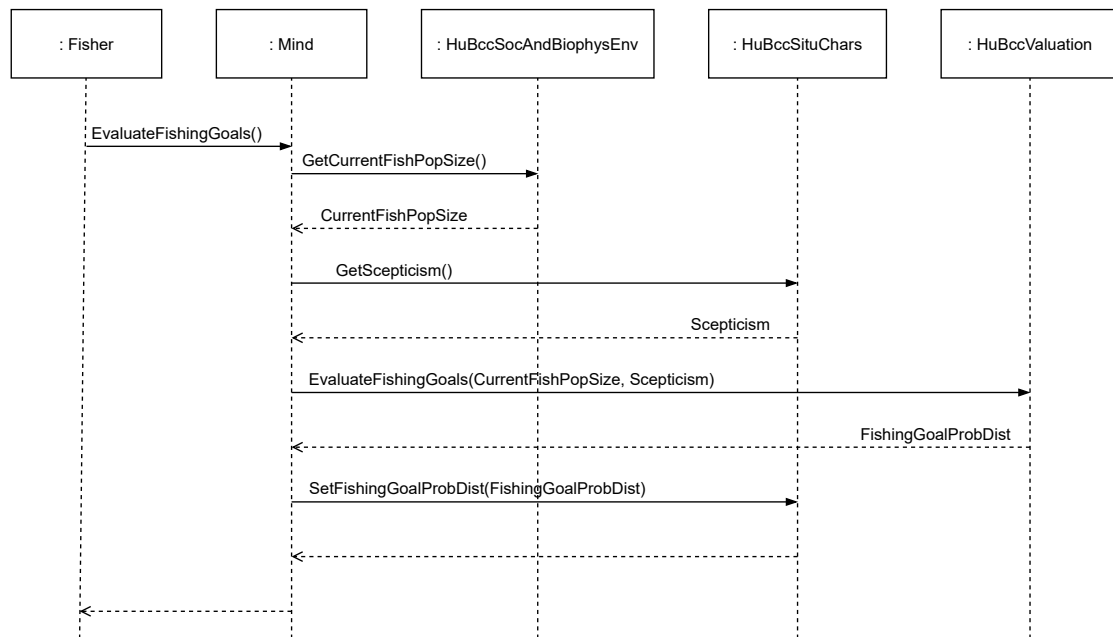 : Fisher
: Mind
: HuBccSocAndBiophysEnv
: HuBccSituChars
: HuBccValuation
EvaluateFishingGoals()
GetCurrentFishPopSize()
CurrentFishPopSize
GetScepticism()
Scepticism
EvaluateFishingGoals(CurrentFishPopSize, Scepticism)
FishingGoalProbDist
SetFishingGoalProbDist(FishingGoalProbDist)